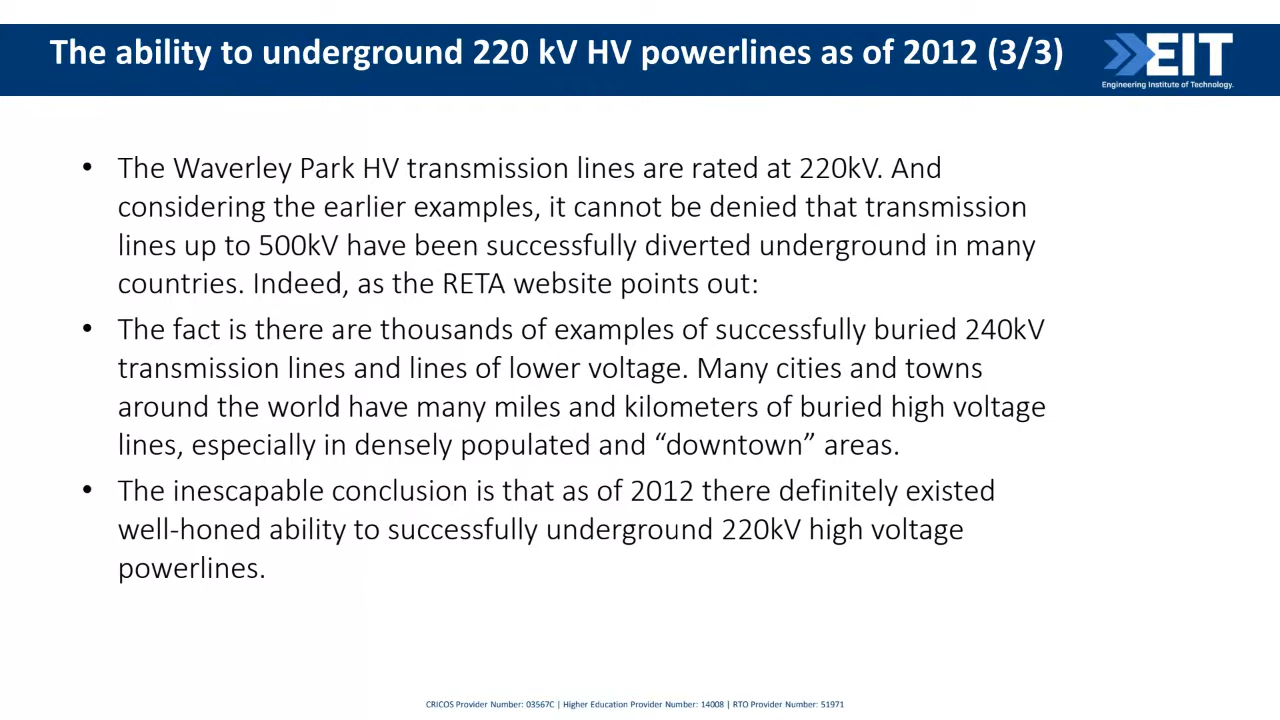 The ability to underground 220 kV HV powerlines as of 2012 (3/3)
EIT
Engineering Institute of Technology.
• The Waverley Park HV transmission lines are rated at 220kV. And
considering the earlier examples, it cannot be denied that transmission
lines up to 500kV have been successfully diverted underground in many
countries. Indeed, as the RETA website points out:
• The fact is there are thousands of examples of successfully buried 240kV
transmission lines and lines of lower voltage. Many cities and towns
around the world have many miles and kilometers of buried high voltage
lines, especially in densely populated and “downtown” areas.
• The inescapable conclusion is that as of 2012 there definitely existed
well-honed ability to successfully underground 220kV high voltage
powerlines.
CRICOS Provider Number: 03567C | Higher Education Provider Number: 14008 | RTO Provider Number: 51971